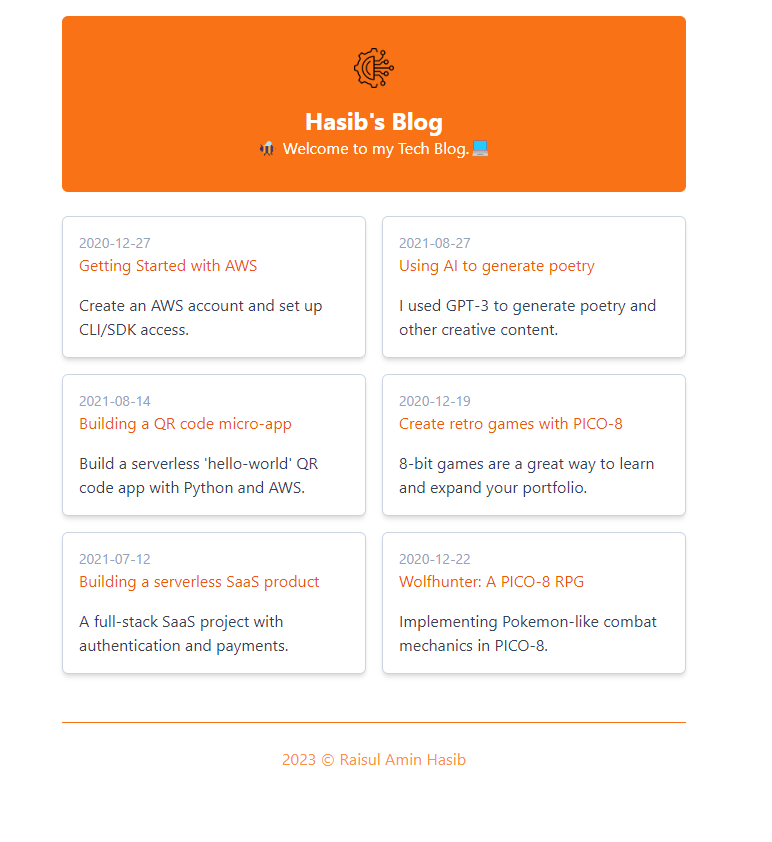 Hasib's Blog
Welcome to my Tech Blog.
2020-12-27
Getting Started with AWS
Create an AWS account and set up
CLI/SDK access.
2021-08-27
Using AI to generate poetry
I used GPT-3 to generate poetry and
other creative content.
2021-08-14
Building a QR code micro-app
Build a serverless 'hello-world' QR
code app with Python and AWS.
2020-12-19
Create retro games with PICO-8
8-bit games are a great way to learn
and expand your portfolio.
2021-07-12
Building a serverless SaaS product
A full-stack SaaS project with
authentication and payments.
2020-12-22
Wolfhunter: A PICO-8 RPG
Implementing Pokemon-like combat
mechanics in PICO-8.
2023 © Raisul Amin Hasib